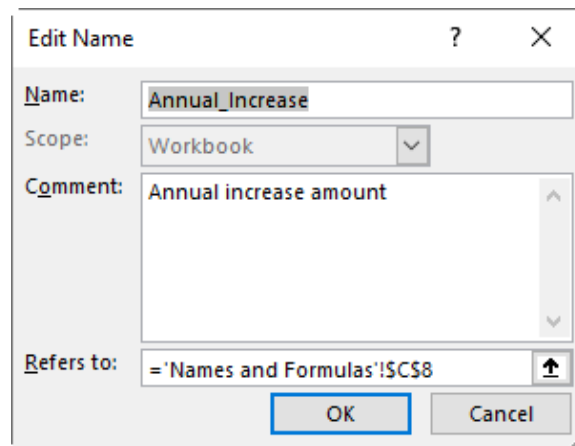 Edit Name ?
Name: Annual_Increase
Scope: Workbook
Comment: Annual increase amount
Refers to: ='Names and Formulas'!$C$8
OK Cancel